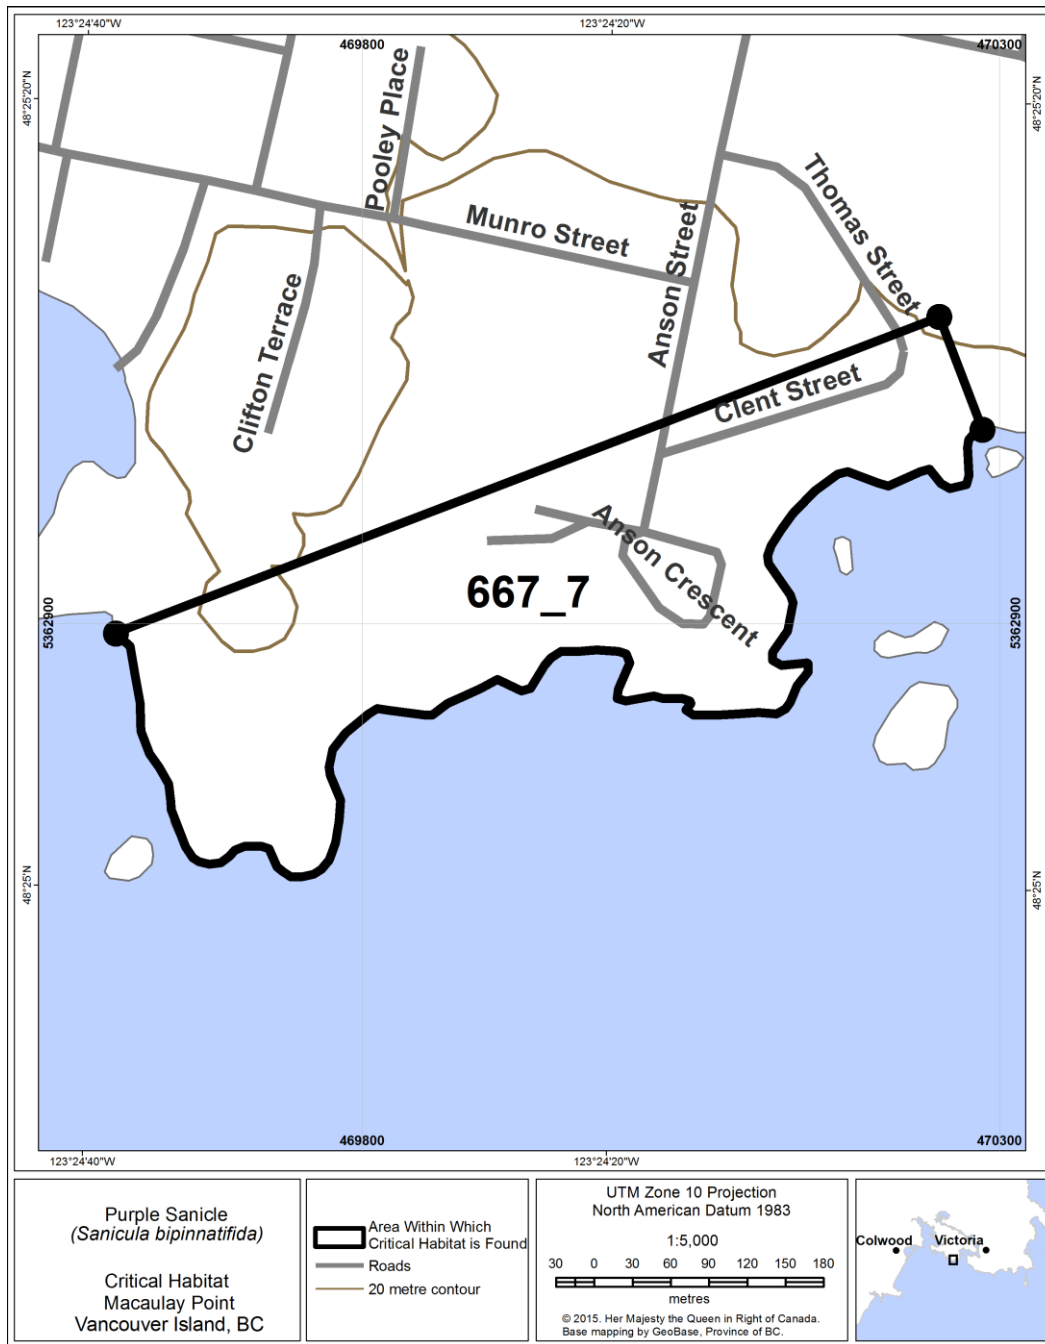 123°24'40"W
123°24'20"W
469800
470300
48°25'20"N
48°25'20"N
Pooley Place
Thomas Street
Munro Street
Anson Street
Clifton Terrace
Clent Street
Anson Crescent
667_7
5362900
5362900
48°25'N
48°25'N
469800
470300
123°24'40"W
123°24'20"W
Purple Sanicle
(Sanicula bipinnatifida)
Critical Habitat
Macaulay Point
Vancouver Island, BC
Area Within Which
Critical Habitat is Found
Roads
20 metre contour
UTM Zone 10 Projection
North American Datum 1983
1:5,000
30 0 30 60 90 120 150 180
metres
© 2015. Her Majesty the Queen in Right of Canada.
Base mapping by GeoBase, Province of BC.
Colwood
Victoria